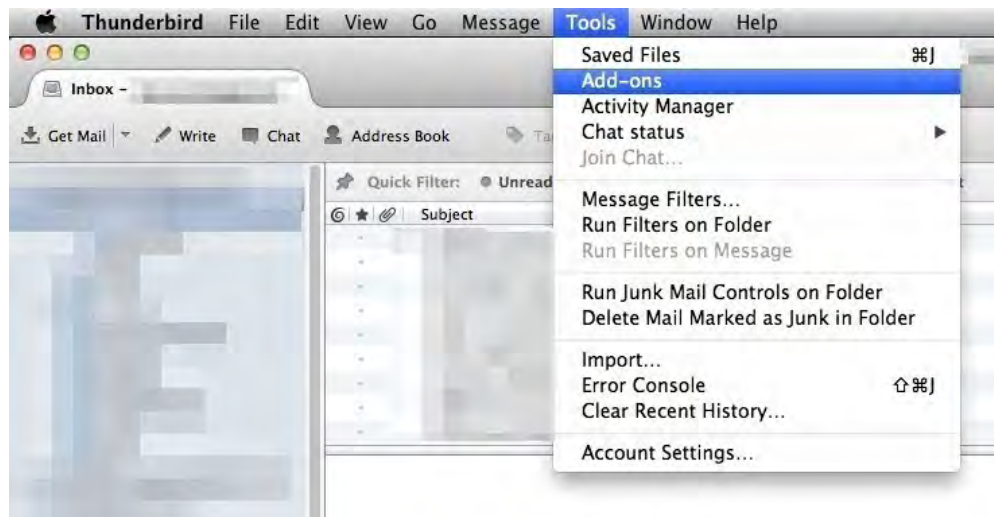 Thunderbird File Edit View Go Message Tools Window Help
Inbox –
Get Mail Write Chat Address Book
Quick Filter: Unread
Subject
Saved Files ⌘J
Add-ons
Activity Manager
Chat status ▶
Join Chat...
Message Filters...
Run Filters on Folder
Run Filters on Message
Run Junk Mail Controls on Folder
Delete Mail Marked as Junk in Folder
Import...
Error Console ⇧⌘J
Clear Recent History...
Account Settings...